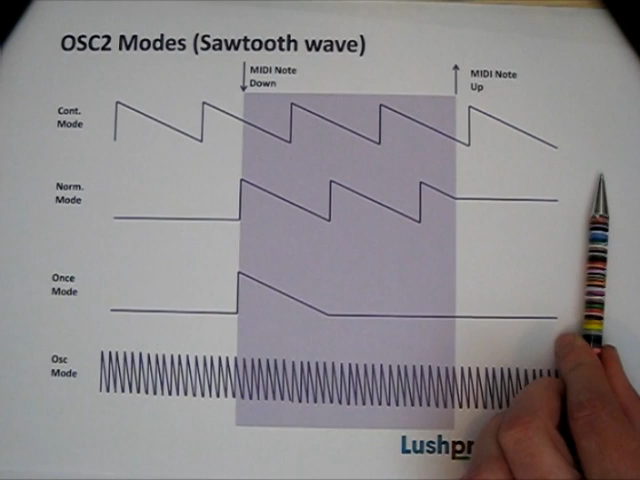 OSC2 Modes (Sawtooth wave)
MIDI Note
Down
MIDI Note
Up
Cont.
Mode
Norm.
Mode
Once
Mode
Osc
Mode
Lushpr